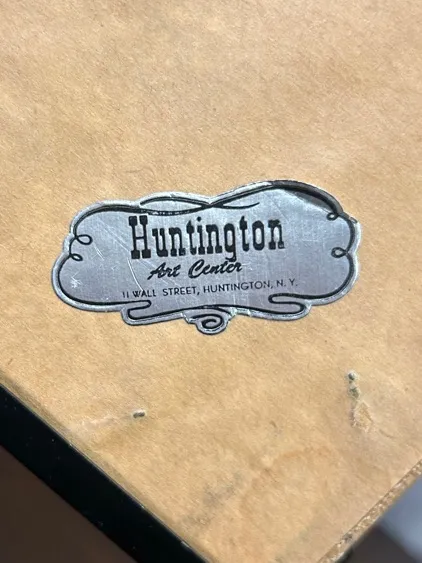 Huntington
Art Center
11 WALL STREET, HUNTINGTON, N.Y.